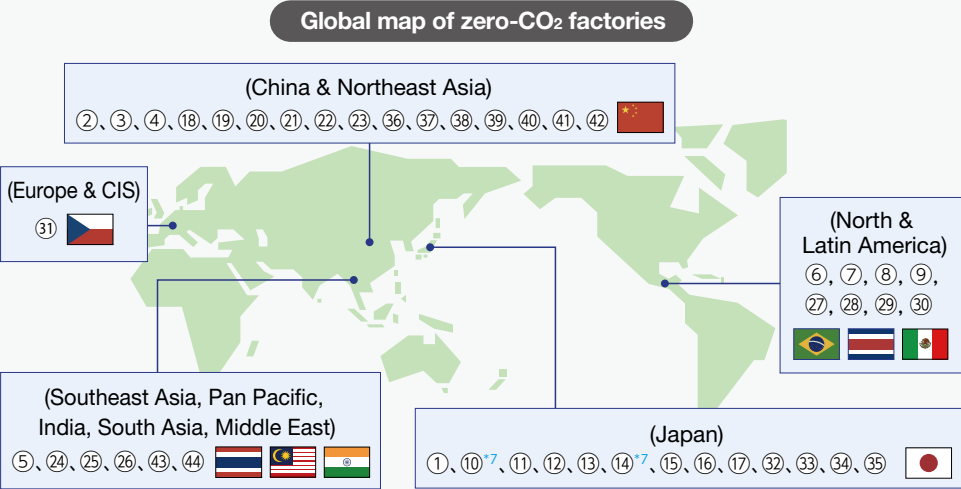 Global map of zero-CO₂ factories
(China & Northeast Asia)
②、③、④、⑱、⑲、⑳、㉑、㉒、㉓、㊱、㊲、㊳、㊴、㊵、㊶、㊷
(Europe & CIS)
㉛
(North &
Latin America)
⑥, ⑦, ⑧, ⑨,
㉗, ㉘, ㉙, ㉚
(Southeast Asia, Pan Pacific,
India, South Asia, Middle East)
⑤、㉔、㉕、㉖、㊸、㊹
(Japan)
①、⑩*7、⑪、⑫、⑬、⑭*7、⑮、⑯、⑰、㉜、㉝、㉞、㉟